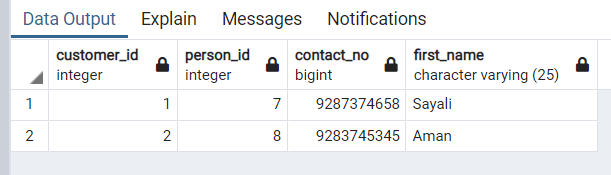 Data Output Explain Messages Notifications
customer_id person_id contact_no first_name
integer integer bigint character varying (25)
1 1 7 9287374658 Sayali
2 2 8 9283745345 Aman